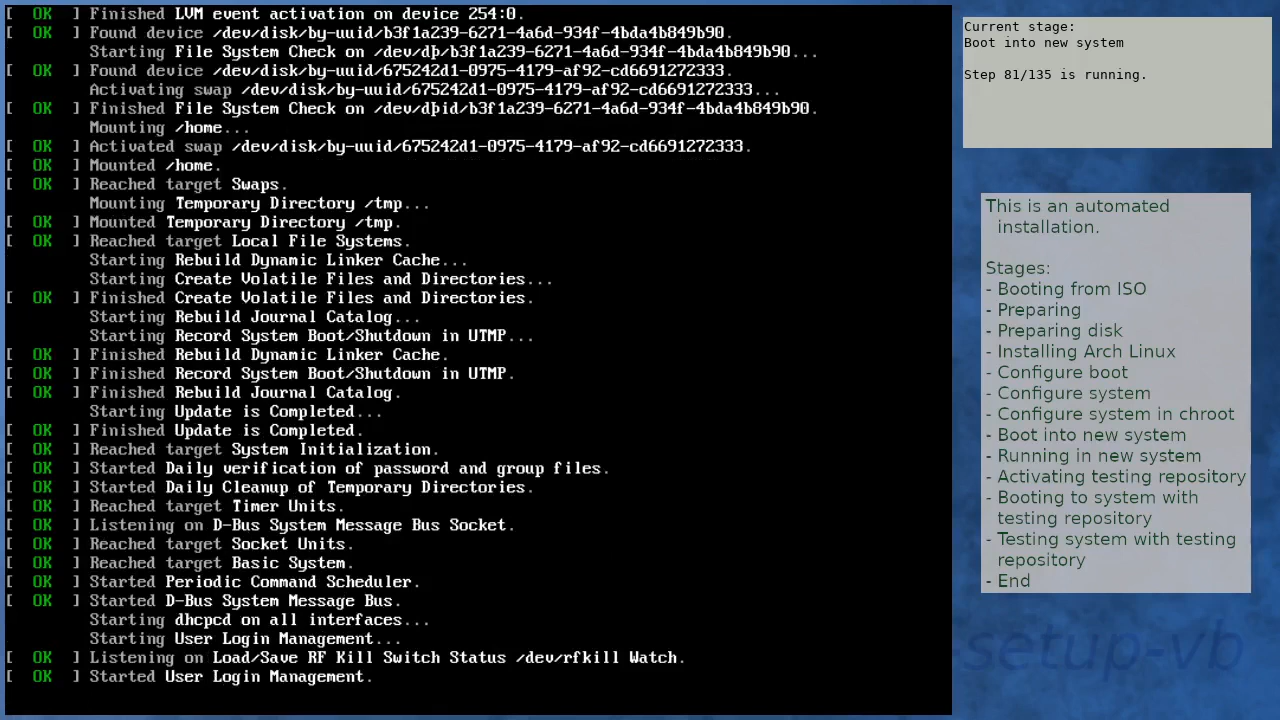 [  OK  ] Finished LVM event activation on device 254:0.
[  OK  ] Found device /dev/disk/by-uuid/b3f1a239-6271-4a6d-934f-4bda4b849b90.
Starting File System Check on /dev/dþ/b3f1a239-6271-4a6d-934f-4bda4b849b90...
[  OK  ] Found device /dev/disk/by-uuid/675242d1-0975-4179-af92-cd6691272333.
Activating swap /dev/disk/by-uuid/675242d1-0975-4179-af92-cd6691272333...
[  OK  ] Finished File System Check on /dev/dþid/b3f1a239-6271-4a6d-934f-4bda4b849b90.
Mounting /home...
[  OK  ] Activated swap /dev/disk/by-uuid/675242d1-0975-4179-af92-cd6691272333.
[  OK  ] Mounted /home.
[  OK  ] Reached target Swaps.
Mounting Temporary Directory /tmp...
[  OK  ] Mounted Temporary Directory /tmp.
[  OK  ] Reached target Local File Systems.
Starting Rebuild Dynamic Linker Cache...
Starting Create Volatile Files and Directories...
[  OK  ] Finished Create Volatile Files and Directories.
Starting Rebuild Journal Catalog...
Starting Record System Boot/Shutdown in UTMP...
[  OK  ] Finished Rebuild Dynamic Linker Cache.
[  OK  ] Finished Record System Boot/Shutdown in UTMP.
[  OK  ] Finished Rebuild Journal Catalog.
Starting Update is Completed...
[  OK  ] Finished Update is Completed.
[  OK  ] Reached target System Initialization.
[  OK  ] Started Daily verification of password and group files.
[  OK  ] Started Daily Cleanup of Temporary Directories.
[  OK  ] Reached target Timer Units.
[  OK  ] Listening on D-Bus System Message Bus Socket.
[  OK  ] Reached target Socket Units.
[  OK  ] Reached target Basic System.
[  OK  ] Started Periodic Command Scheduler.
[  OK  ] Started D-Bus System Message Bus.
Starting dhcpcd on all interfaces...
Starting User Login Management...
[  OK  ] Listening on Load/Save RF Kill Switch Status /dev/rfkill Watch.
[  OK  ] Started User Login Management.
Current stage:
Boot into new system
Step 81/135 is running.
This is an automated
installation.
Stages:
- Booting from ISO
- Preparing
- Preparing disk
- Installing Arch Linux
- Configure boot
- Configure system
- Configure system in chroot
- Boot into new system
- Running in new system
- Activating testing repository
- Booting to system with
testing repository
- Testing system with testing
repository
- End
-setup-vb